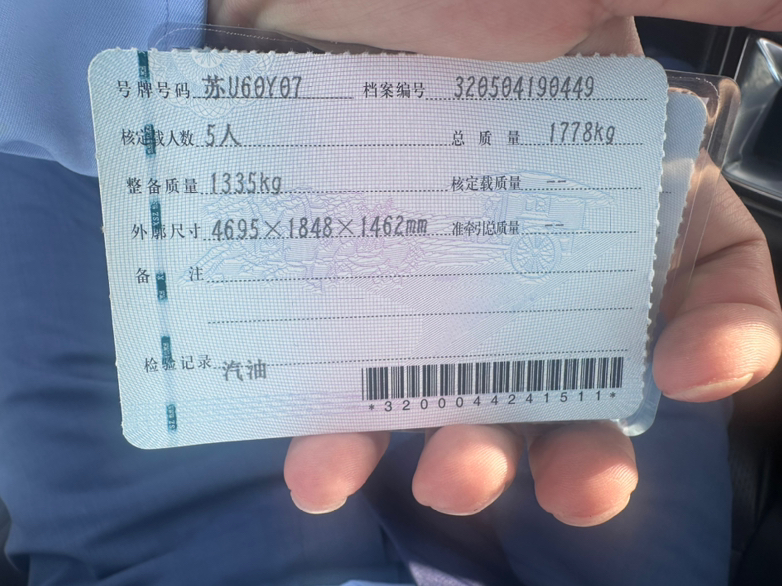 号牌号码 苏U60Y07 档案编号 320504190449
核定载人数 5人 总质量 1778kg
整备质量 1335kg 核定载质量 --
外廓尺寸 4695×1848×1462mm 准牵引总质量 --
备注
检验记录 汽油
*3200044241511*